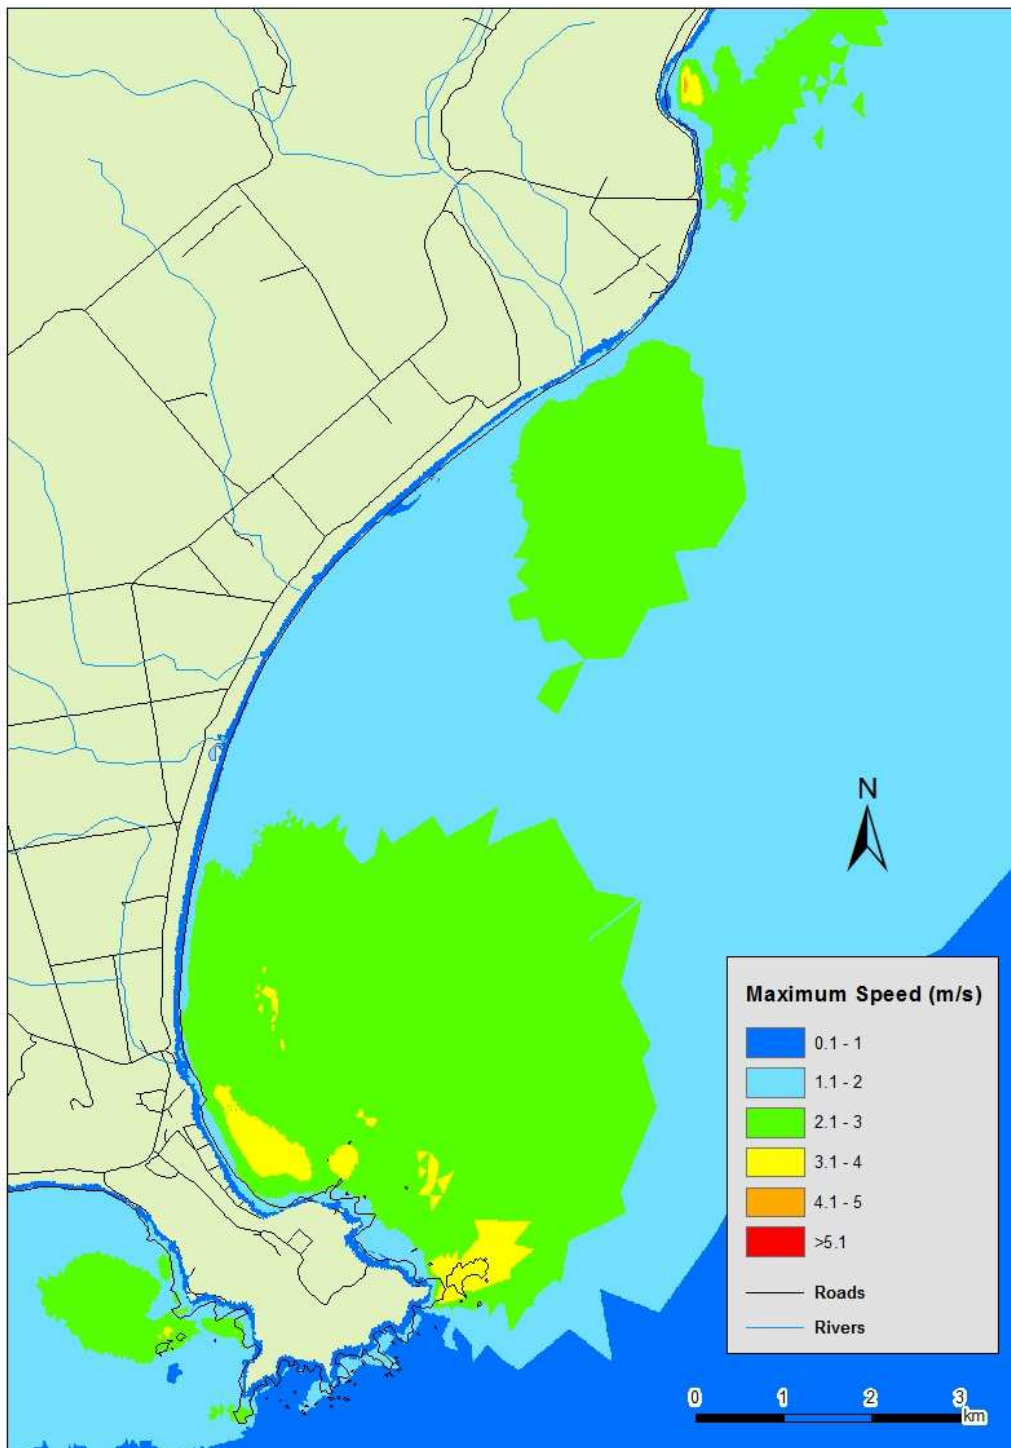 N
Maximum Speed (m/s)
0.1 - 1
1.1 - 2
2.1 - 3
3.1 - 4
4.1 - 5
>5.1
Roads
Rivers
0 1 2 3
km